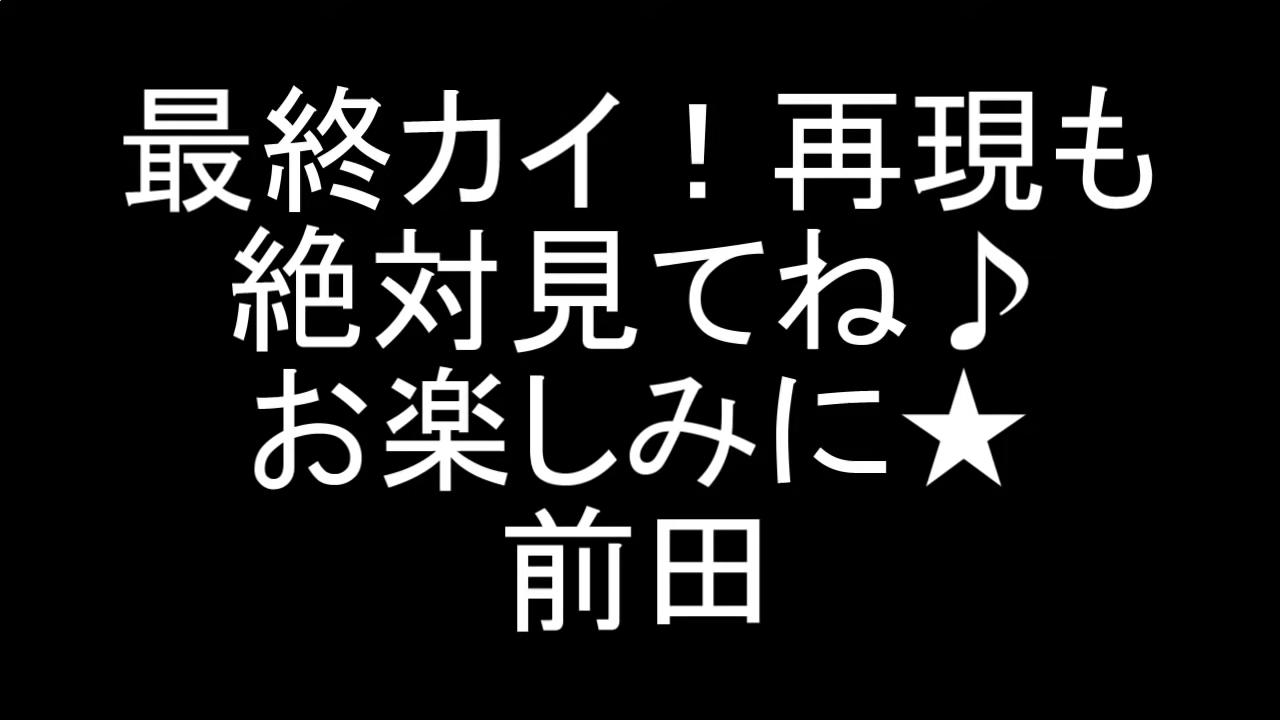 最終カイ！再現も
絶対見てね♪
お楽しみに★
前田